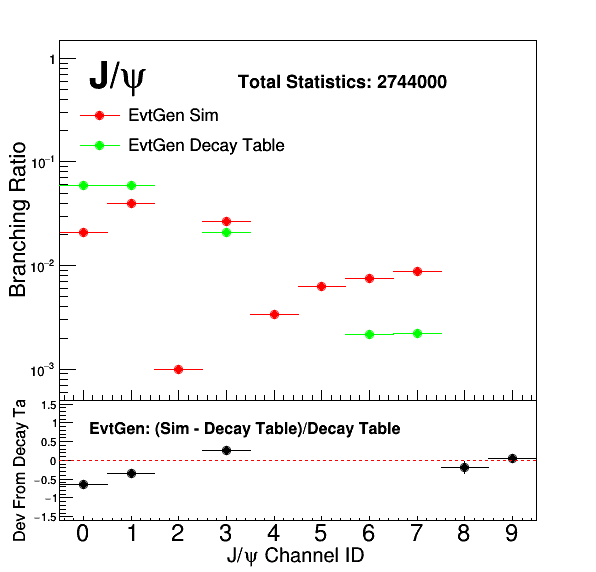 J/ψ
Total Statistics: 2744000
EvtGen Sim
EvtGen Decay Table
Branching Ratio
1
10⁻¹
10⁻²
10⁻³
EvtGen: (Sim - Decay Table)/Decay Table
Dev From Decay Ta
1.5
1
0.5
0
−0.5
−1
−1.5
0 1 2 3 4 5 6 7 8 9
J/ψ Channel ID